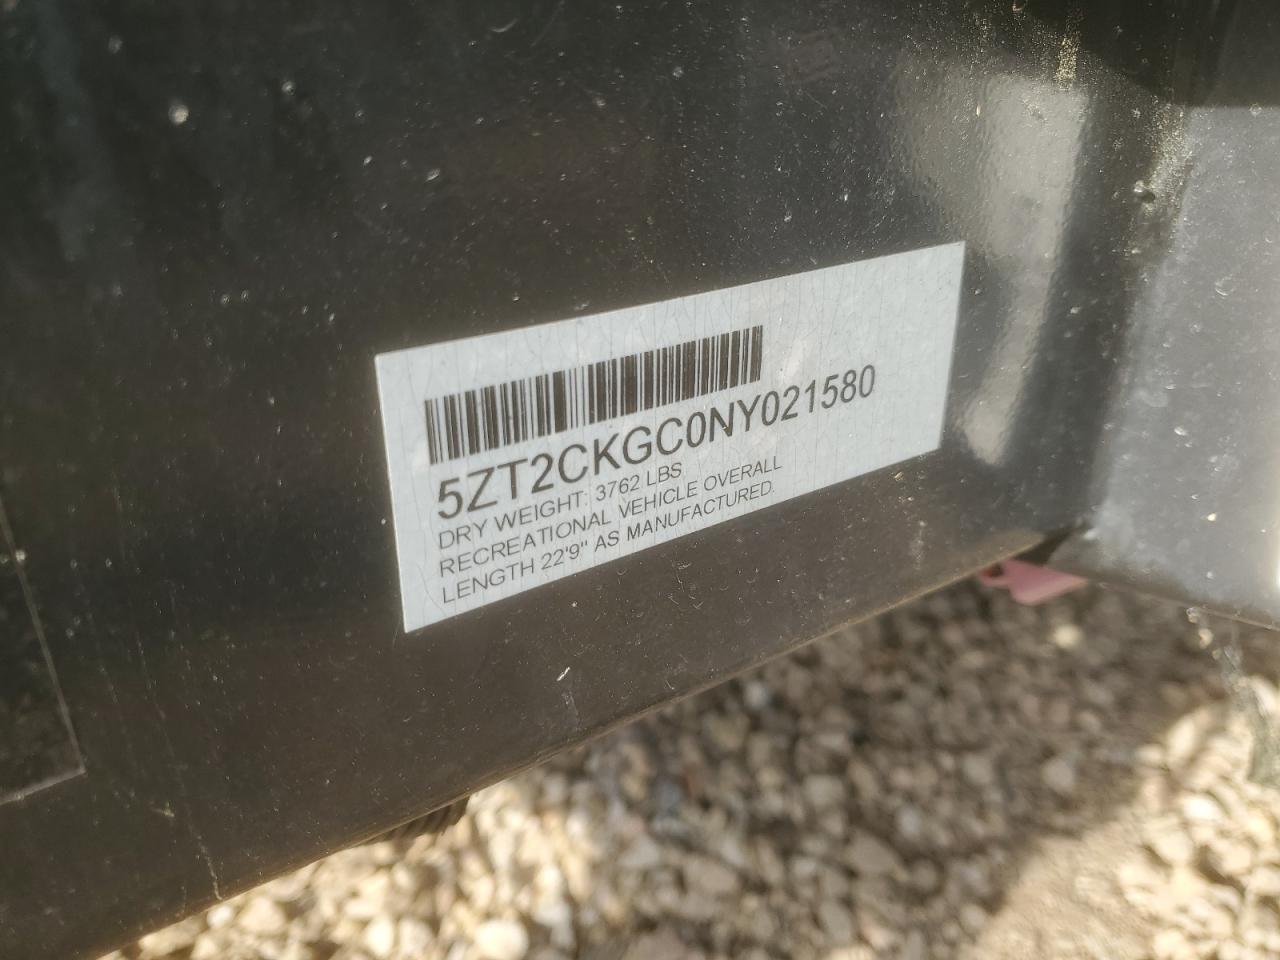 5ZT2CKGC0NY021580
DRY WEIGHT: 3762 LBS
RECREATIONAL VEHICLE OVERALL
LENGTH 22'9" AS MANUFACTURED.